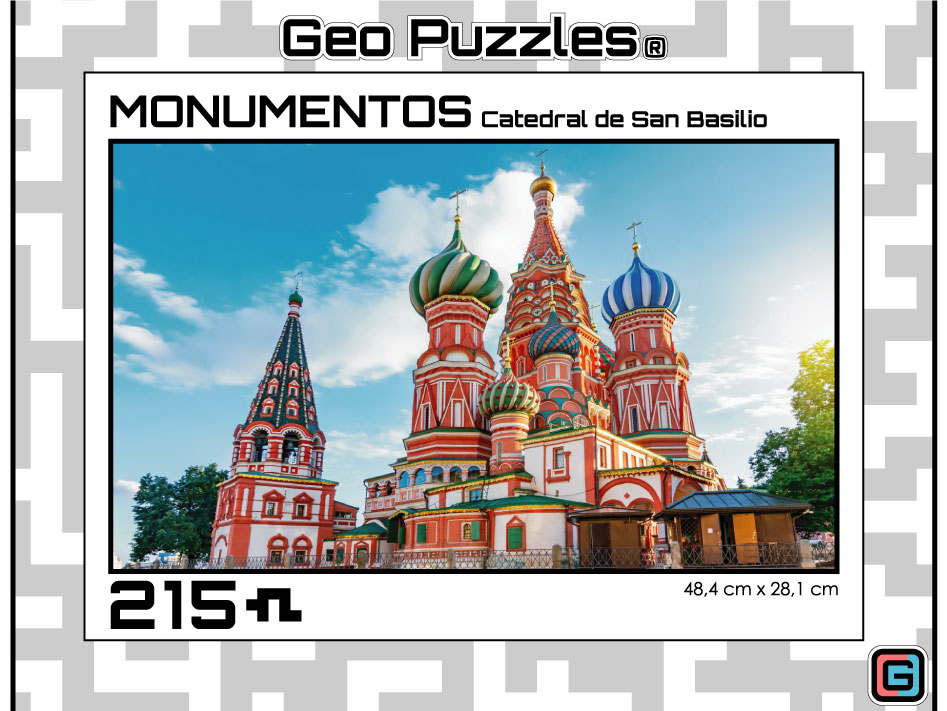 Geo Puzzles®
MONUMENTOS Catedral de San Basilio
215
48,4 cm x 28,1 cm
G